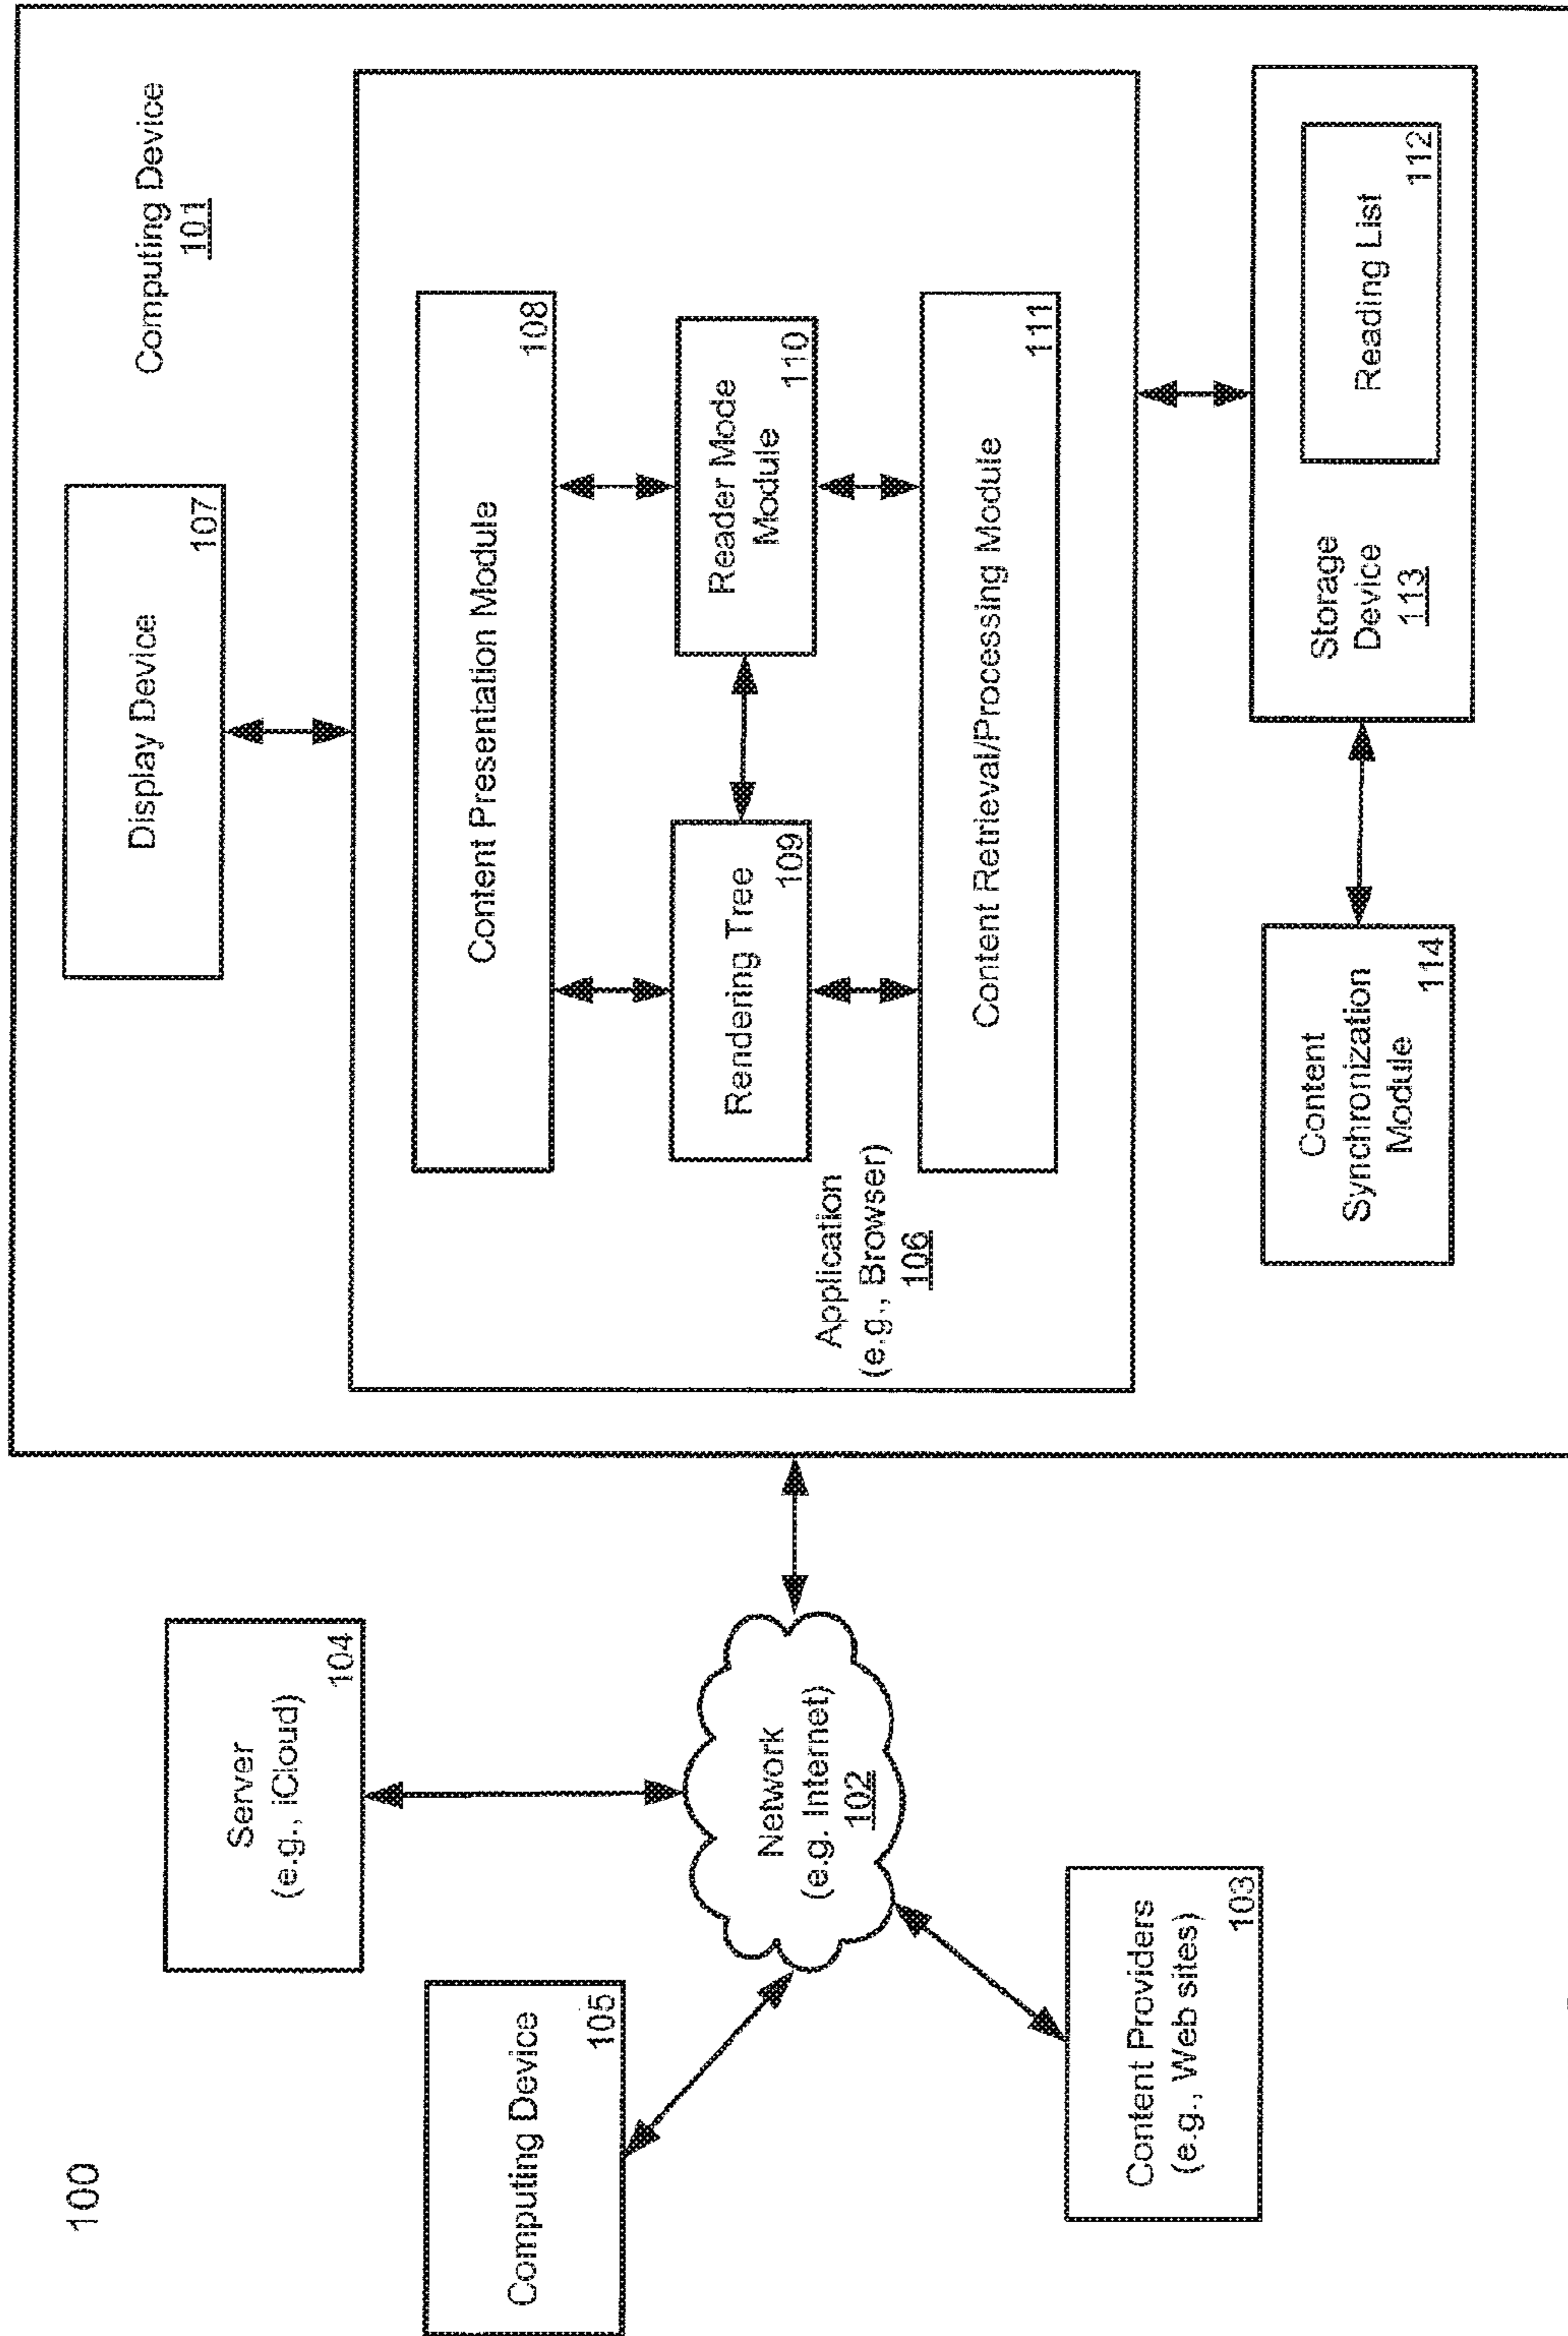 100
Server
(e.g., iCloud)
104
Computing Device
105
Network
(e.g. Internet)
102
Content Providers
(e.g., Web sites)
103
Computing Device
101
Display Device
107
Content Presentation Module
108
Rendering Tree
109
Reader Mode
Module
110
Application
(e.g., Browser)
106
Content Retrieval/Processing Module
111
Content
Synchronization
Module
114
Storage
Device
113
Reading List
112